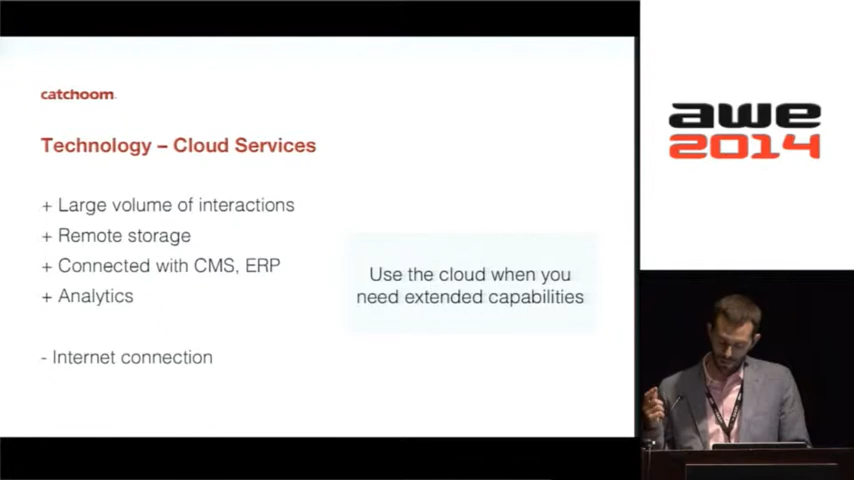 catchoom
Technology – Cloud Services
+ Large volume of interactions
+ Remote storage
+ Connected with CMS, ERP
+ Analytics
- Internet connection
Use the cloud when you
need extended capabilities
awe
2014